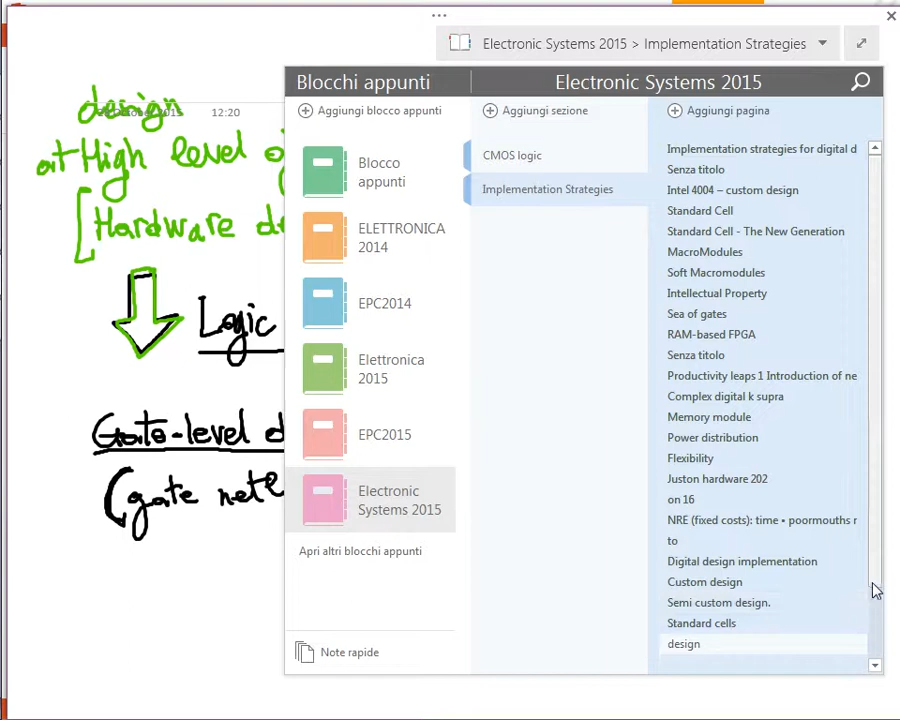 Electronic Systems 2015 > Implementation Strategies
Blocchi appunti
Electronic Systems 2015
design
2015
12:20
at High level
[Hardware
Logic
Gate-level d
(gate net
Aggiungi blocco appunti
Blocco
appunti
ELETTRONICA
2014
EPC2014
Elettronica
2015
EPC2015
Electronic
Systems 2015
Apri altri blocchi appunti
Note rapide
Aggiungi sezione
CMOS logic
Implementation Strategies
Aggiungi pagina
Implementation strategies for digital d
Senza titolo
Intel 4004 – custom design
Standard Cell
Standard Cell - The New Generation
MacroModules
Soft Macromodules
Intellectual Property
Sea of gates
RAM-based FPGA
Senza titolo
Productivity leaps 1 Introduction of ne
Complex digital k supra
Memory module
Power distribution
Flexibility
Juston hardware 202
on 16
NRE (fixed costs): time • poormouths r
to
Digital design implementation
Custom design
Semi custom design.
Standard cells
design